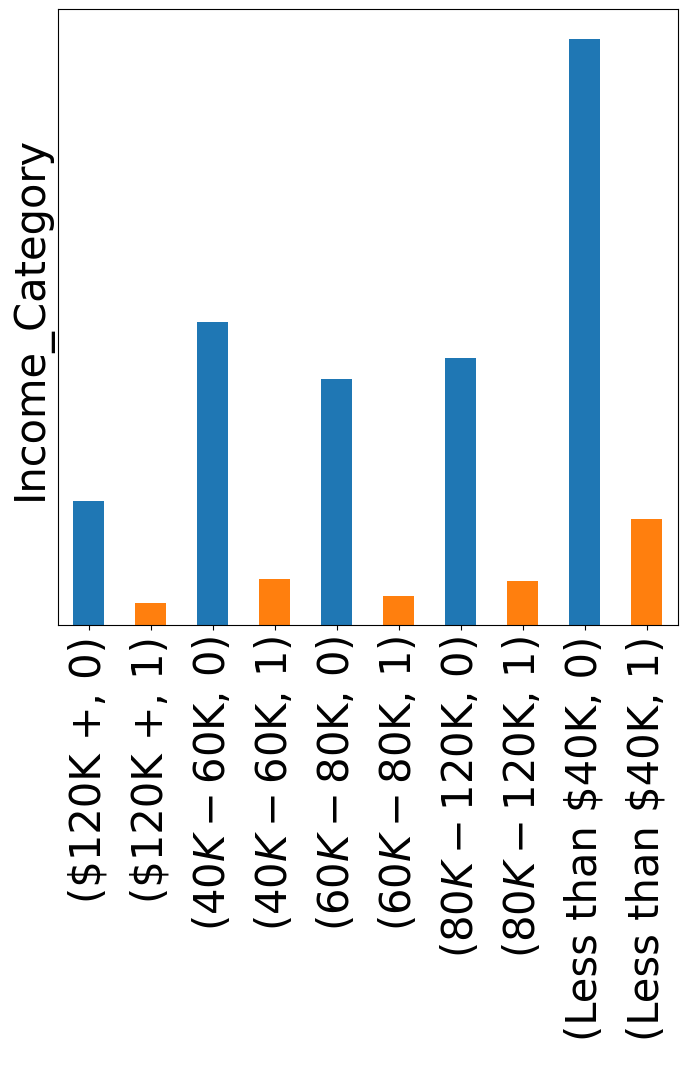 Income_Category
($120K +, 0)
($120K +, 1)
(40K − 60K, 0)
(40K − 60K, 1)
(60K − 80K, 0)
(60K − 80K, 1)
(80K − 120K, 0)
(80K − 120K, 1)
(Less than $40K, 0)
(Less than $40K, 1)